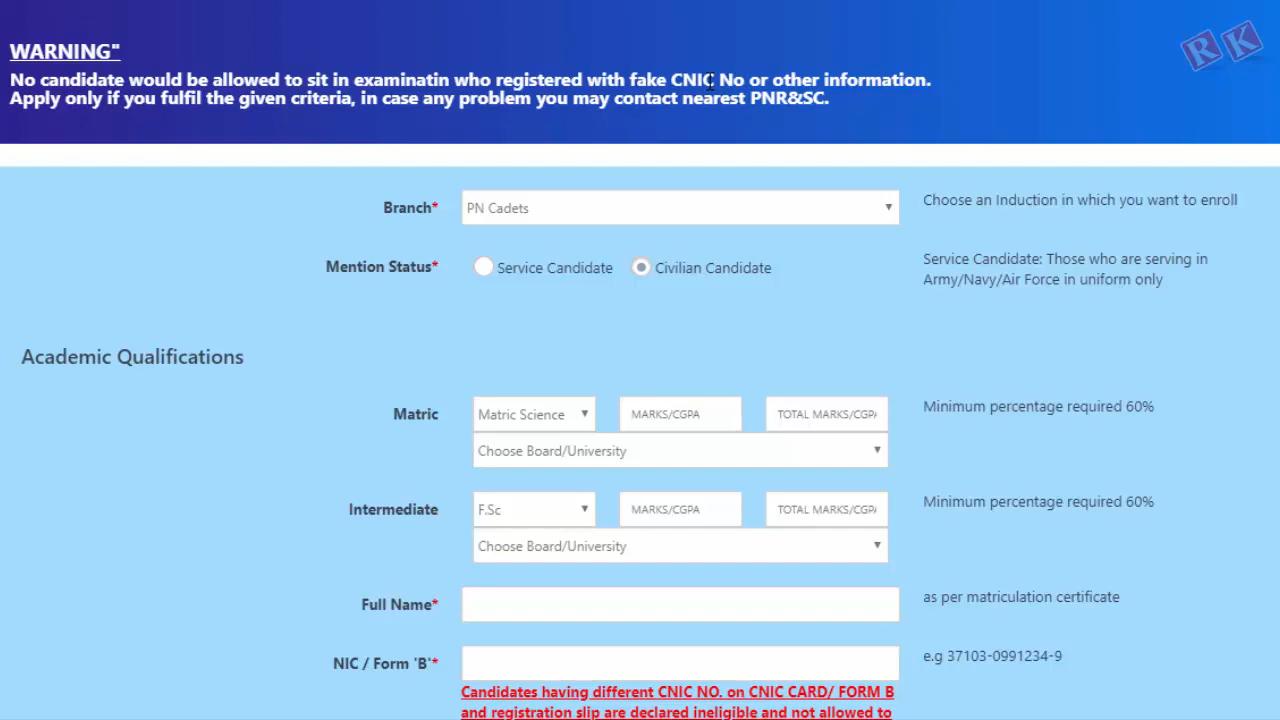 WARNING"
No candidate would be allowed to sit in examinatin who registered with fake CNIC No or other information.
Apply only if you fulfil the given criteria, in case any problem you may contact nearest PNR&SC.
R K
Branch* PN Cadets Choose an Induction in which you want to enroll
Mention Status* Service Candidate Civilian Candidate Service Candidate: Those who are serving in
Army/Navy/Air Force in uniform only
Academic Qualifications
Matric Matric Science MARKS/CGPA TOTAL MARKS/CGPA Minimum percentage required 60%
Choose Board/University
Intermediate F.Sc MARKS/CGPA TOTAL MARKS/CGPA Minimum percentage required 60%
Choose Board/University
Full Name* as per matriculation certificate
NIC / Form 'B'* e.g 37103-0991234-9
Candidates having different CNIC NO. on CNIC CARD/ FORM B
and registration slip are declared ineligible and not allowed to